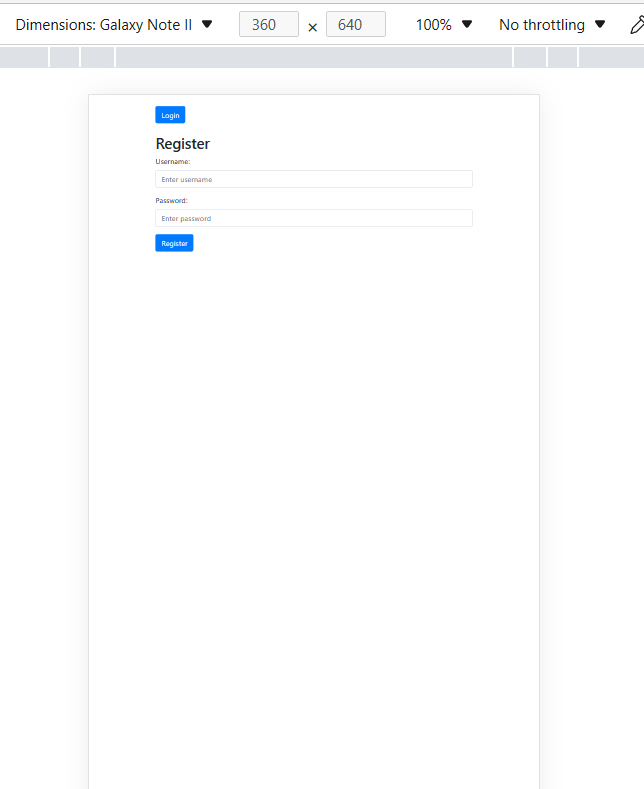 Dimensions: Galaxy Note II 360 × 640 100% No throttling
Login
Register
Username:
Enter username
Password:
Enter password
Register